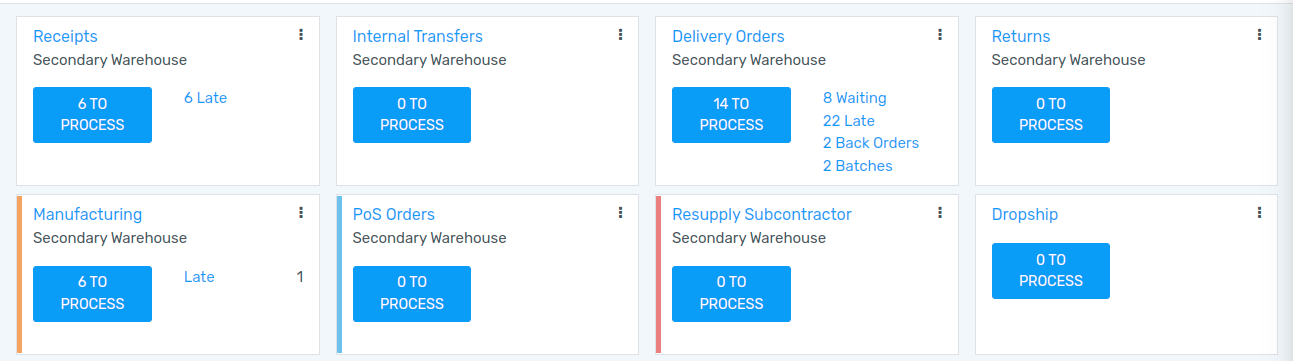 Receipts
Secondary Warehouse
6 TO
PROCESS
6 Late
Internal Transfers
Secondary Warehouse
0 TO
PROCESS
Delivery Orders
Secondary Warehouse
14 TO
PROCESS
8 Waiting
22 Late
2 Back Orders
2 Batches
Returns
Secondary Warehouse
0 TO
PROCESS
Manufacturing
Secondary Warehouse
6 TO
PROCESS
Late 1
PoS Orders
Secondary Warehouse
0 TO
PROCESS
Resupply Subcontractor
Secondary Warehouse
0 TO
PROCESS
Dropship
0 TO
PROCESS